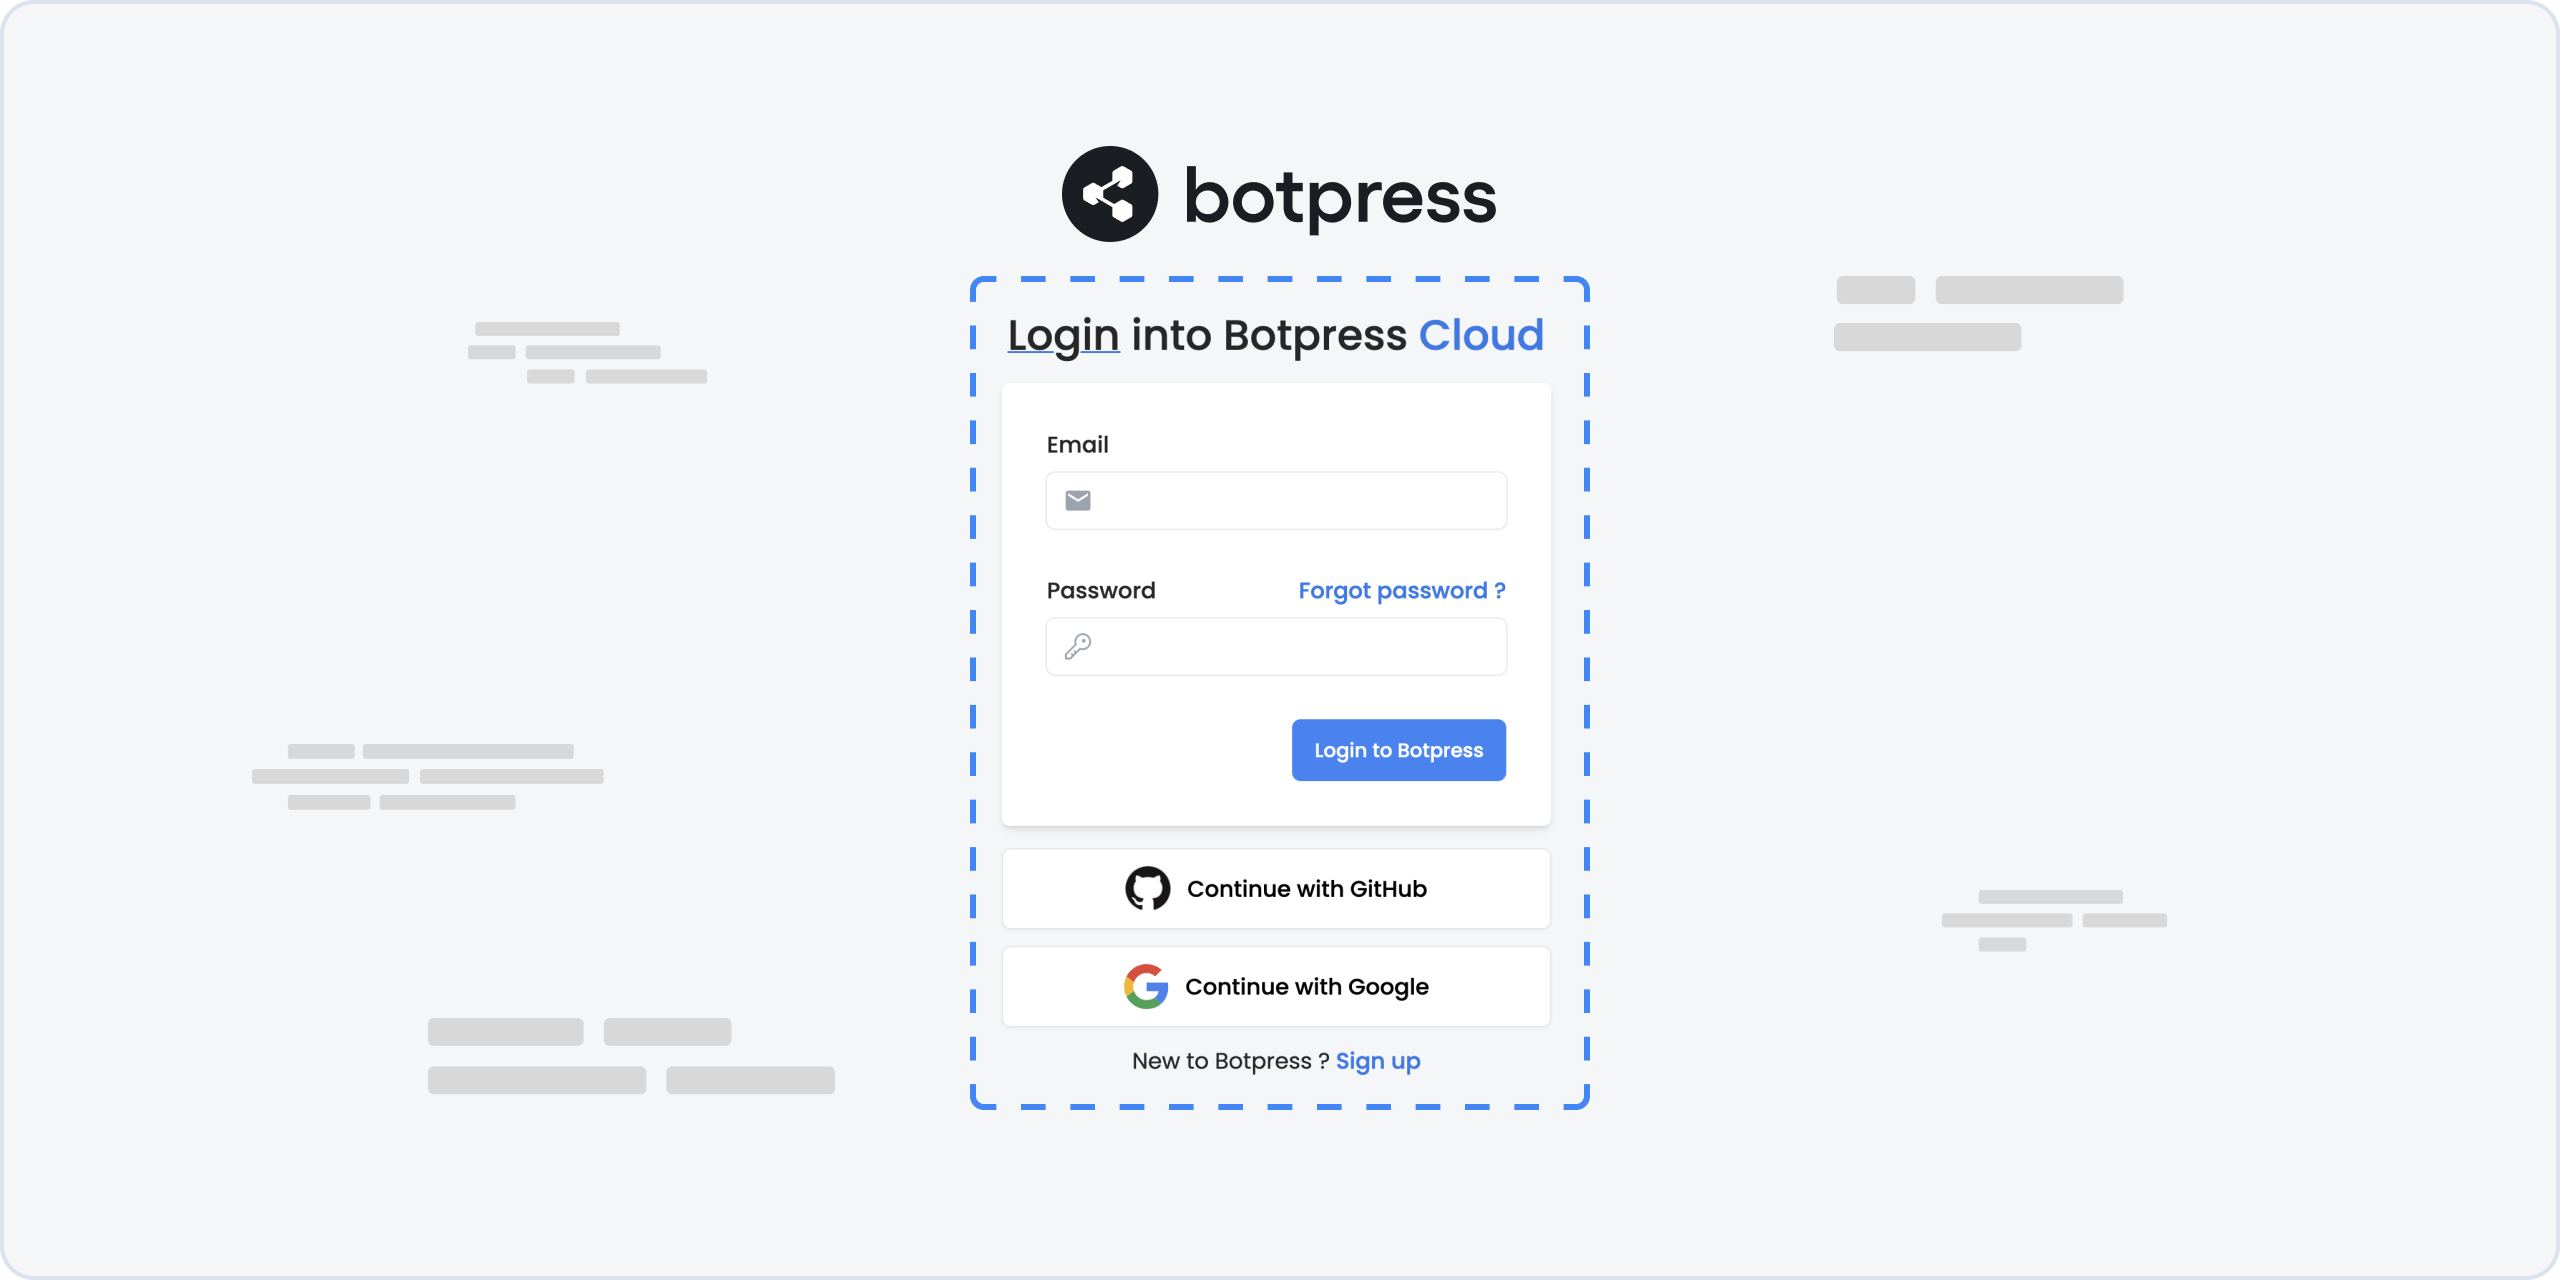 botpress
Login into Botpress Cloud
Email
Password Forgot password ?
Login to Botpress
Continue with GitHub
Continue with Google
New to Botpress ? Sign up